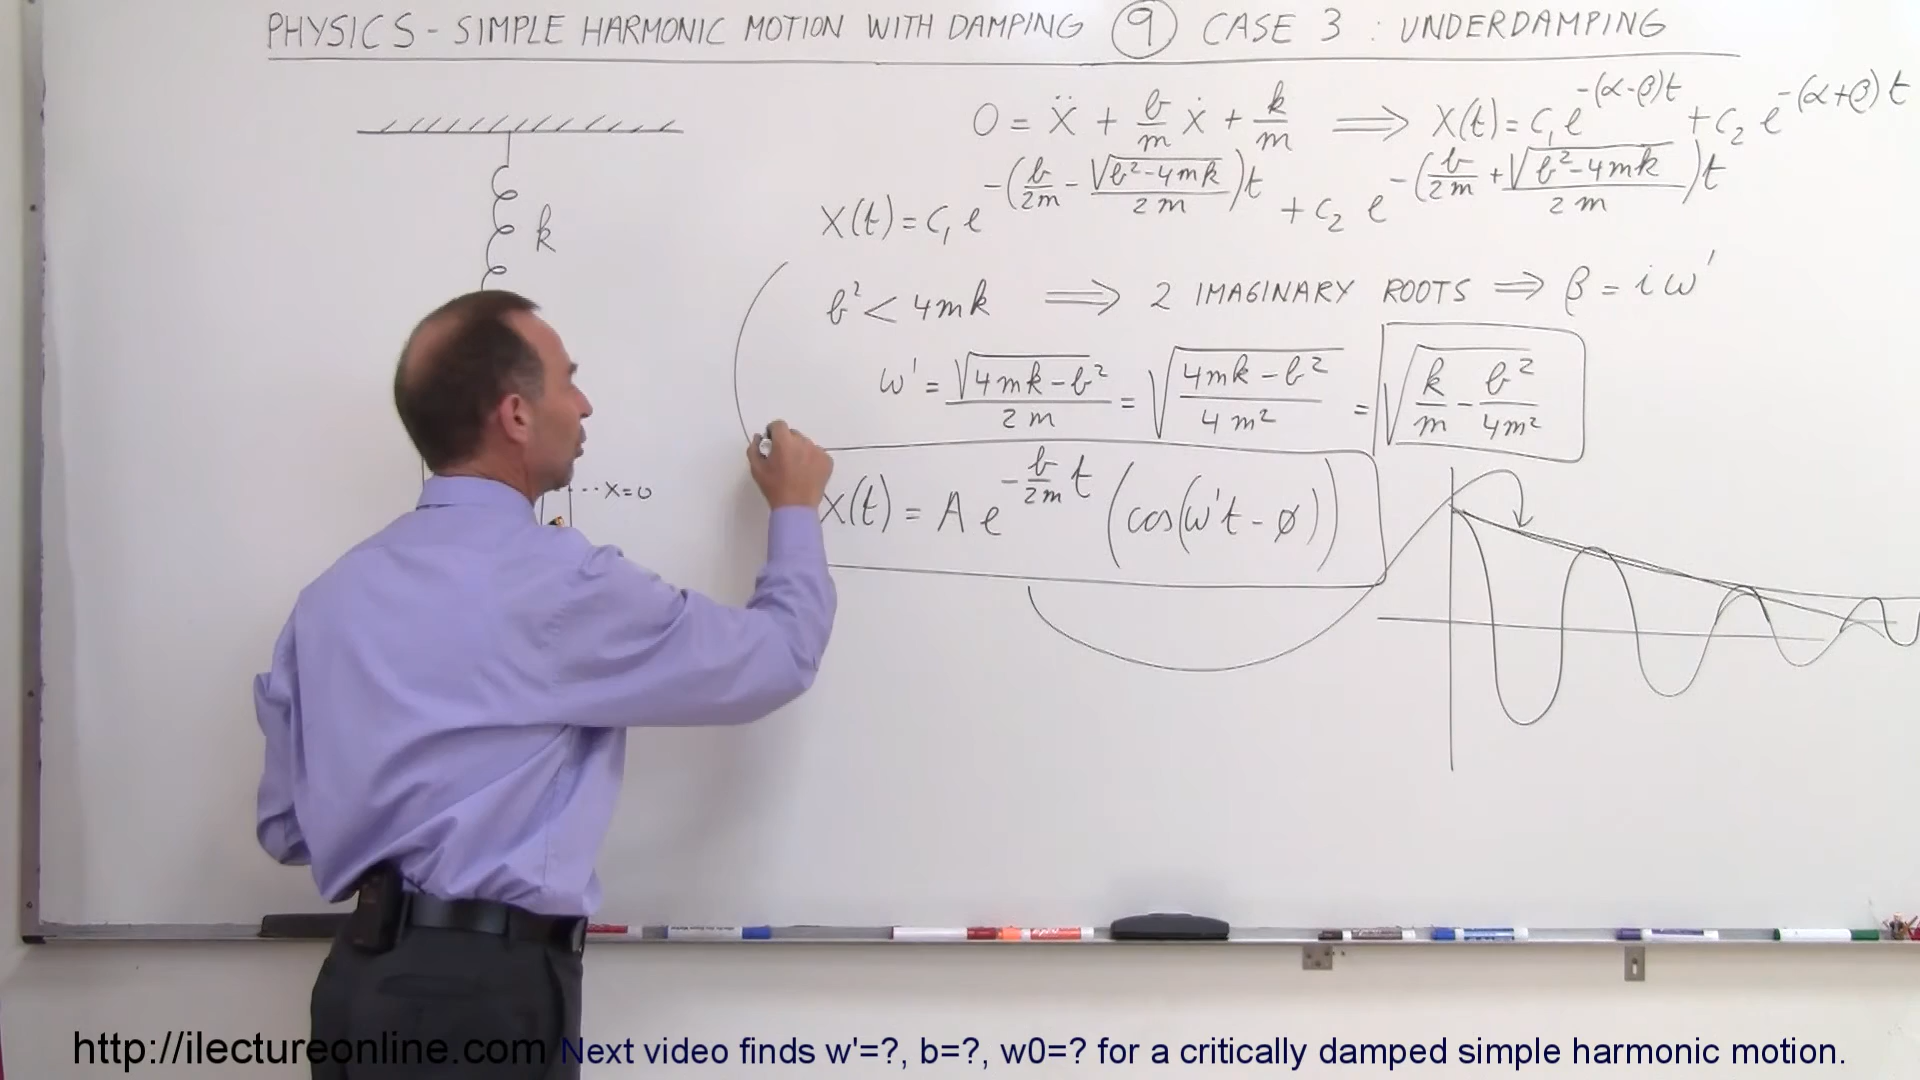 PHYSICS - SIMPLE HARMONIC MOTION WITH DAMPING ⑨ CASE 3 : UNDERDAMPING
0 = ẍ + b/m ẋ + k/m ⟹ X(t) = c₁ e^-(α-β)t + c₂ e^-(α+β)t
X(t) = c₁ e^-(b/2m - √(b²-4mk)/2m)t + c₂ e^-(b/2m + √(b²-4mk)/2m)t
k
b² < 4mk ⟹ 2 IMAGINARY ROOTS ⟹ β = i ω'
ω' = √(4mk - b²)/2m = √((4mk - b²)/4m²) = √(k/m - b²/4m²)
X=0
X(t) = A e^-(b/2m)t (cos(ω't - ø))
http://ilectureonline.com Next video finds w'=?, b=?, w0=? for a critically damped simple harmonic motion.